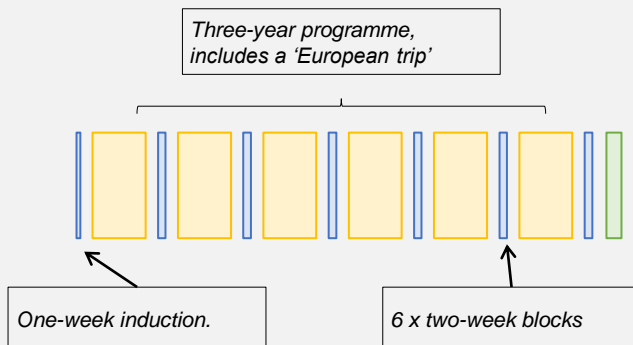 Three-year programme,
includes a ‘European trip’
One-week induction.
6 x two-week blocks